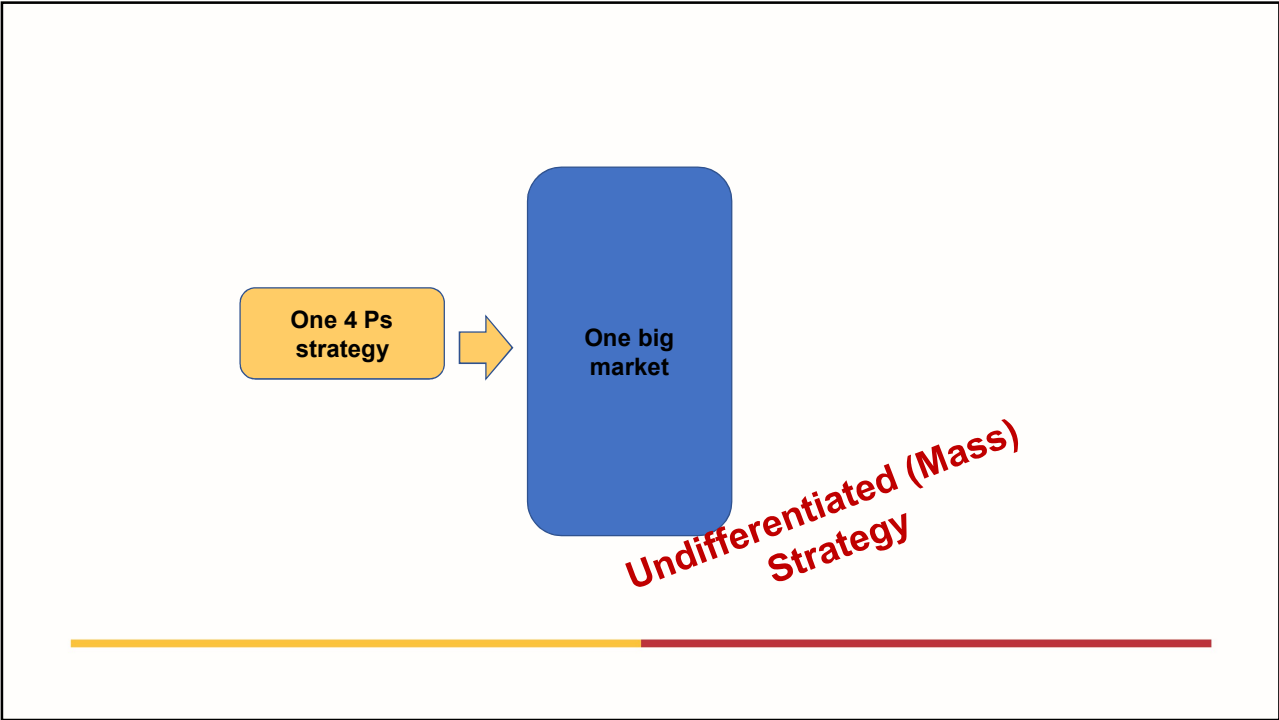 One 4 Ps
strategy
One big
market
Undifferentiated (Mass)
Strategy